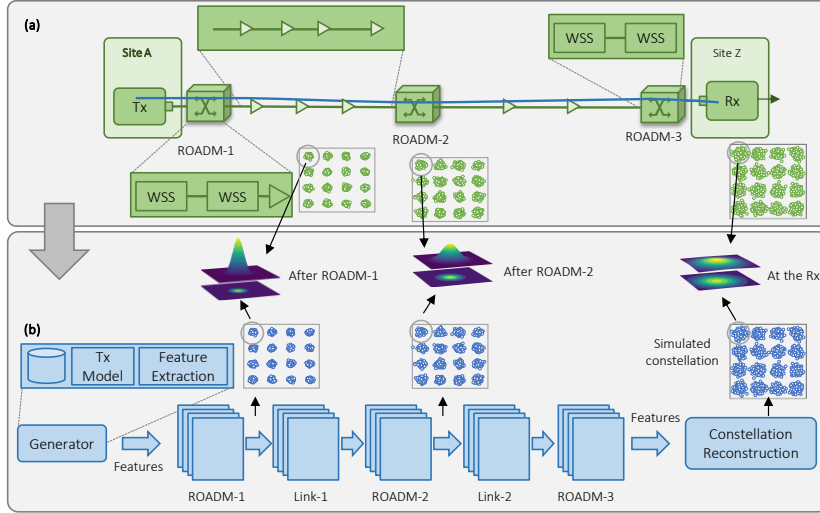 (a)
Site A
Tx
ROADM-1
WSS
WSS
ROADM-2
WSS
WSS
ROADM-3
Site Z
Rx
After ROADM-1
After ROADM-2
At the Rx
(b)
Tx
Model
Feature
Extraction
Generator
Features
ROADM-1
Link-1
ROADM-2
Link-2
ROADM-3
Features
Simulated
constellation
Constellation
Reconstruction